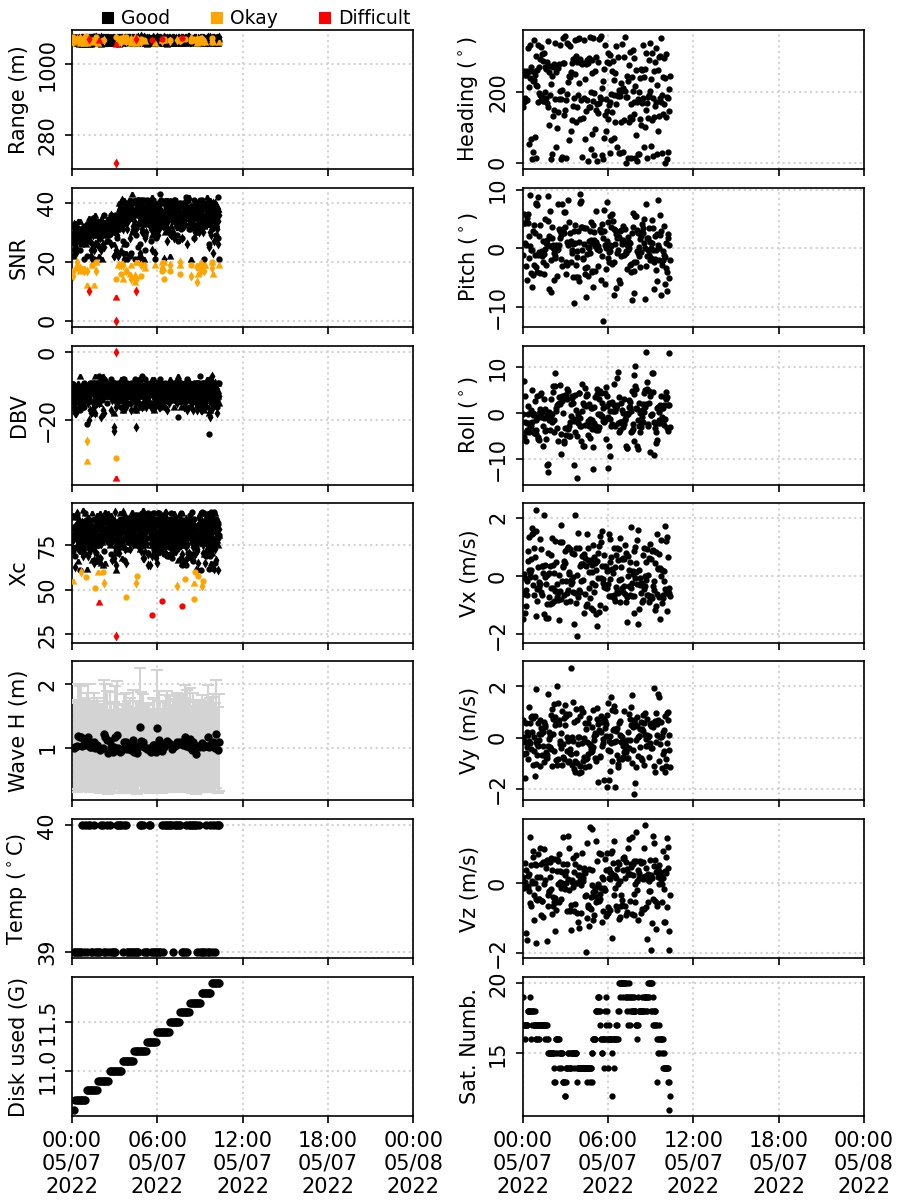 Good Okay Difficult
Range (m)
1000
280
Heading (°)
200
0
SNR
40
20
0
Pitch (°)
10
0
−10
DBV
0
−20
Roll (°)
10
0
−10
Xc
75
50
25
Vx (m/s)
2
0
−2
Wave H (m)
2
1
Vy (m/s)
2
0
−2
Temp (°C)
40
39
Vz (m/s)
0
−2
Disk used (G)
11.5
11.0
Sat. Numb.
20
15
00:00 06:00 12:00 18:00 00:00
05/07 05/07 05/07 05/07 05/08
2022 2022 2022 2022 2022
00:00 06:00 12:00 18:00 00:00
05/07 05/07 05/07 05/07 05/08
2022 2022 2022 2022 2022